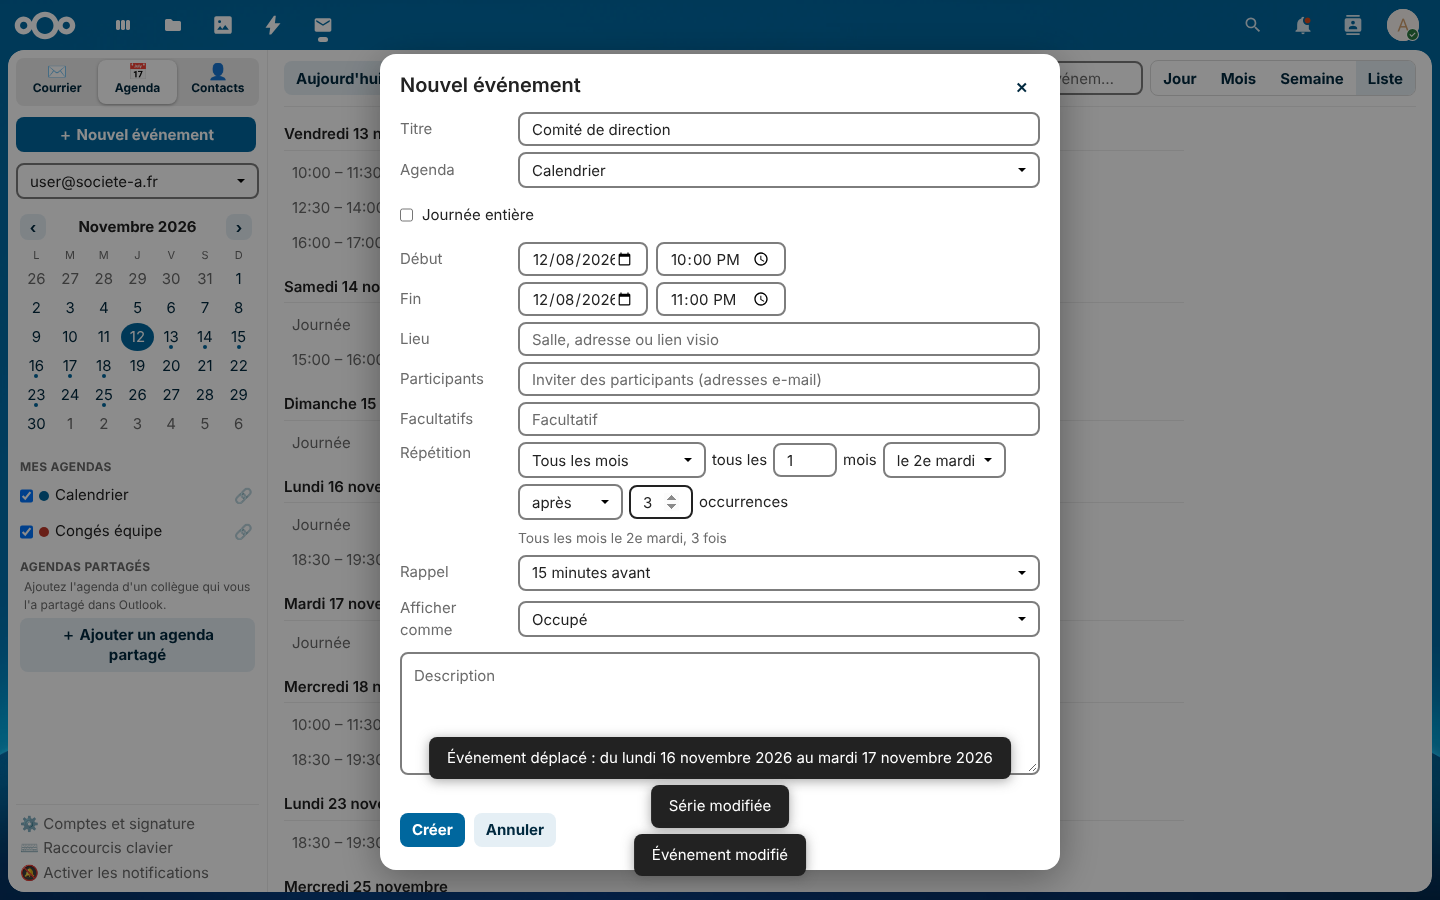 Courrier
Agenda
Contacts
+ Nouvel événement
user@societe-a.fr
‹ Novembre 2026 ›
L M M J V S D
26 27 28 29 30 31 1
2 3 4 5 6 7 8
9 10 11 12 13 14 15
16 17 18 19 20 21 22
23 24 25 26 27 28 29
30 1 2 3 4 5 6
MES AGENDAS
Calendrier
Congés équipe
AGENDAS PARTAGÉS
Ajoutez l'agenda d'un collègue qui vous
l'a partagé dans Outlook.
+ Ajouter un agenda
partagé
Comptes et signature
Raccourcis clavier
Activer les notifications
A
Aujourd'hui
Jour Mois Semaine Liste
Vendredi 13
10:00 – 11:30
12:30 – 14:00
16:00 – 17:00
Samedi 14
Journée
15:00 – 16:00
Dimanche 15
Journée
Lundi 16
Journée
18:30 – 19:30
Mardi 17
Journée
Mercredi 18
10:00 – 11:30
18:30 – 19:30
Lundi 23
18:30 – 19:30
Mercredi 25 novembre
Nouvel événement ×
Titre Comité de direction
Agenda Calendrier
Journée entière
Début 12/08/2026 10:00 PM
Fin 12/08/2026 11:00 PM
Lieu Salle, adresse ou lien visio
Participants Inviter des participants (adresses e-mail)
Facultatifs Facultatif
Répétition Tous les mois tous les 1 mois le 2e mardi
après 3 occurrences
Tous les mois le 2e mardi, 3 fois
Rappel 15 minutes avant
Afficher
comme Occupé
Description
Événement déplacé : du lundi 16 novembre 2026 au mardi 17 novembre 2026
Série modifiée
Événement modifié
Créer Annuler